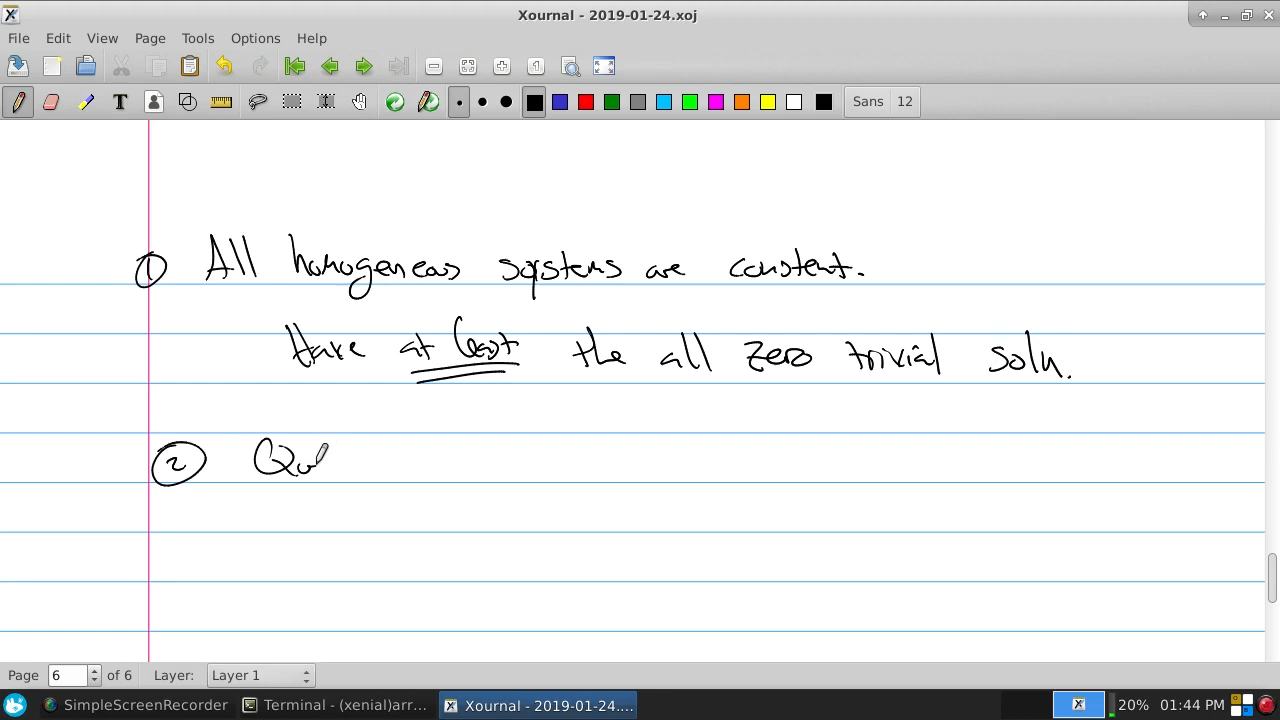 Xournal - 2019-01-24.xoj
File Edit View Page Tools Options Help
Sans 12
① All homogeneous systems are consistent.
Have at least the all zero trivial soln.
②
Page 6 of 6 Layer: Layer 1
SimpleScreenRecorder Terminal - (xenial)arr... Xournal - 2019-01-24.... 20% 01:44 PM